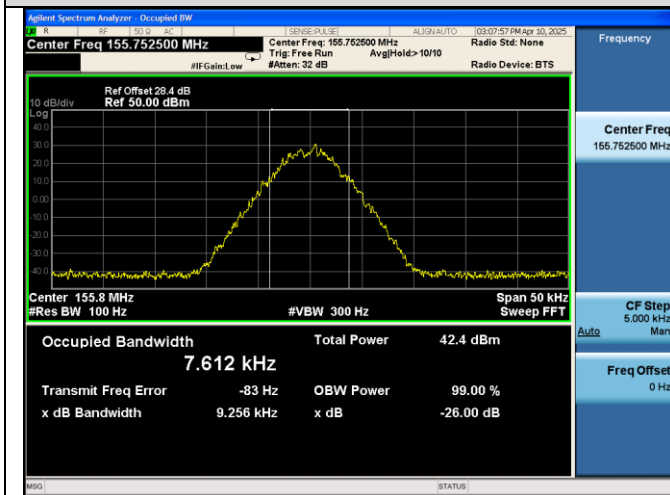 Agilent Spectrum Analyzer - Occupied BW
R RF 50 Ω AC SENSE:PULSE ALIGN AUTO 03:07:57 PM Apr 10, 2025
Center Freq 155.752500 MHz
Center Freq: 155.752500 MHz
Radio Std: None
Trig: Free Run Avg|Hold:> 10/10
#IFGain:Low #Atten: 32 dB Radio Device: BTS
Ref Offset 28.4 dB
10 dB/div Ref 50.00 dBm
Log
40.0
30.0
20.0
10.0
0.00
-10.0
-20.0
-30.0
-40.0
Center 155.8 MHz Span 50 kHz
#Res BW 100 Hz #VBW 300 Hz Sweep FFT
Occupied Bandwidth Total Power 42.4 dBm
7.612 kHz
Transmit Freq Error -83 Hz OBW Power 99.00 %
x dB Bandwidth 9.256 kHz x dB -26.00 dB
MSG STATUS
Frequency
Center Freq
155.752500 MHz
CF Step
5.000 kHz
Auto Man
Freq Offset
0 Hz